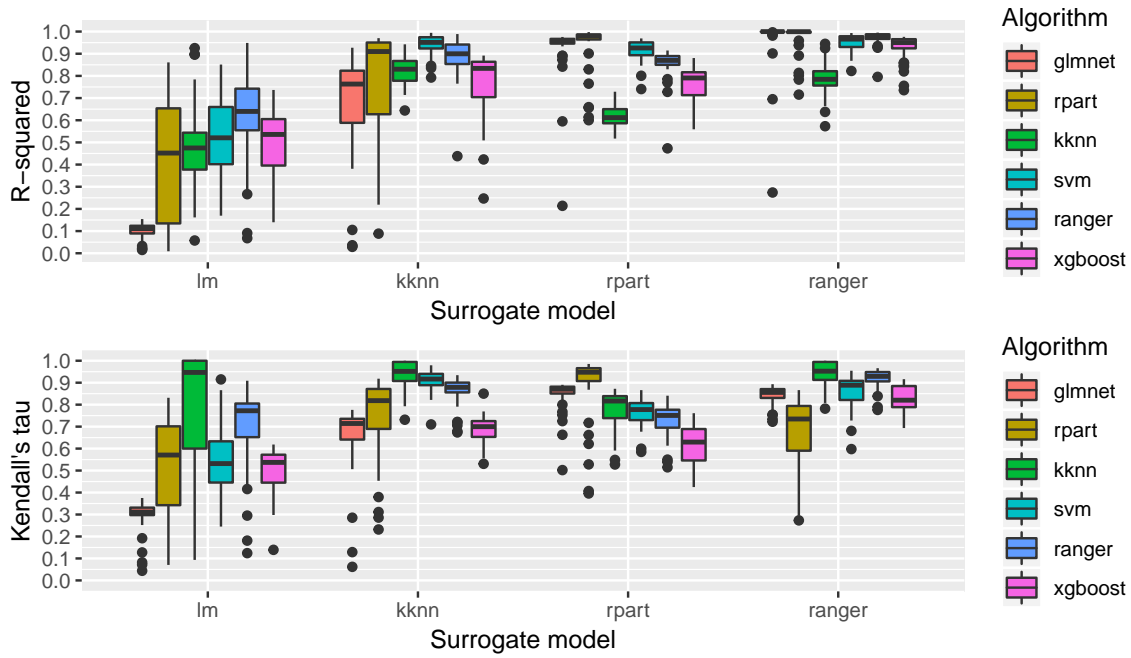 R−squared
1.0
0.9
0.8
0.7
0.6
0.5
0.4
0.3
0.2
0.1
0.0
lm kknn rpart ranger
Surrogate model
Algorithm
glmnet
rpart
kknn
svm
ranger
xgboost
Kendall's tau
1.0
0.9
0.8
0.7
0.6
0.5
0.4
0.3
0.2
0.1
0.0
lm kknn rpart ranger
Surrogate model
Algorithm
glmnet
rpart
kknn
svm
ranger
xgboost